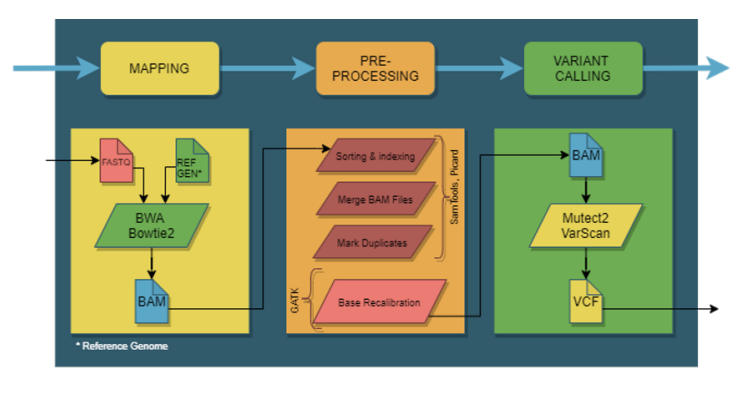 MAPPING
PRE-
PROCESSING
VARIANT
CALLING
FASTQ
REF
GEN*
BWA
Bowtie2
BAM
* Reference Genome
Sorting & indexing
Merge BAM Files
Mark Duplicates
SamTools, Picard
GATK
Base Recalibration
BAM
Mutect2
VarScan
VCF